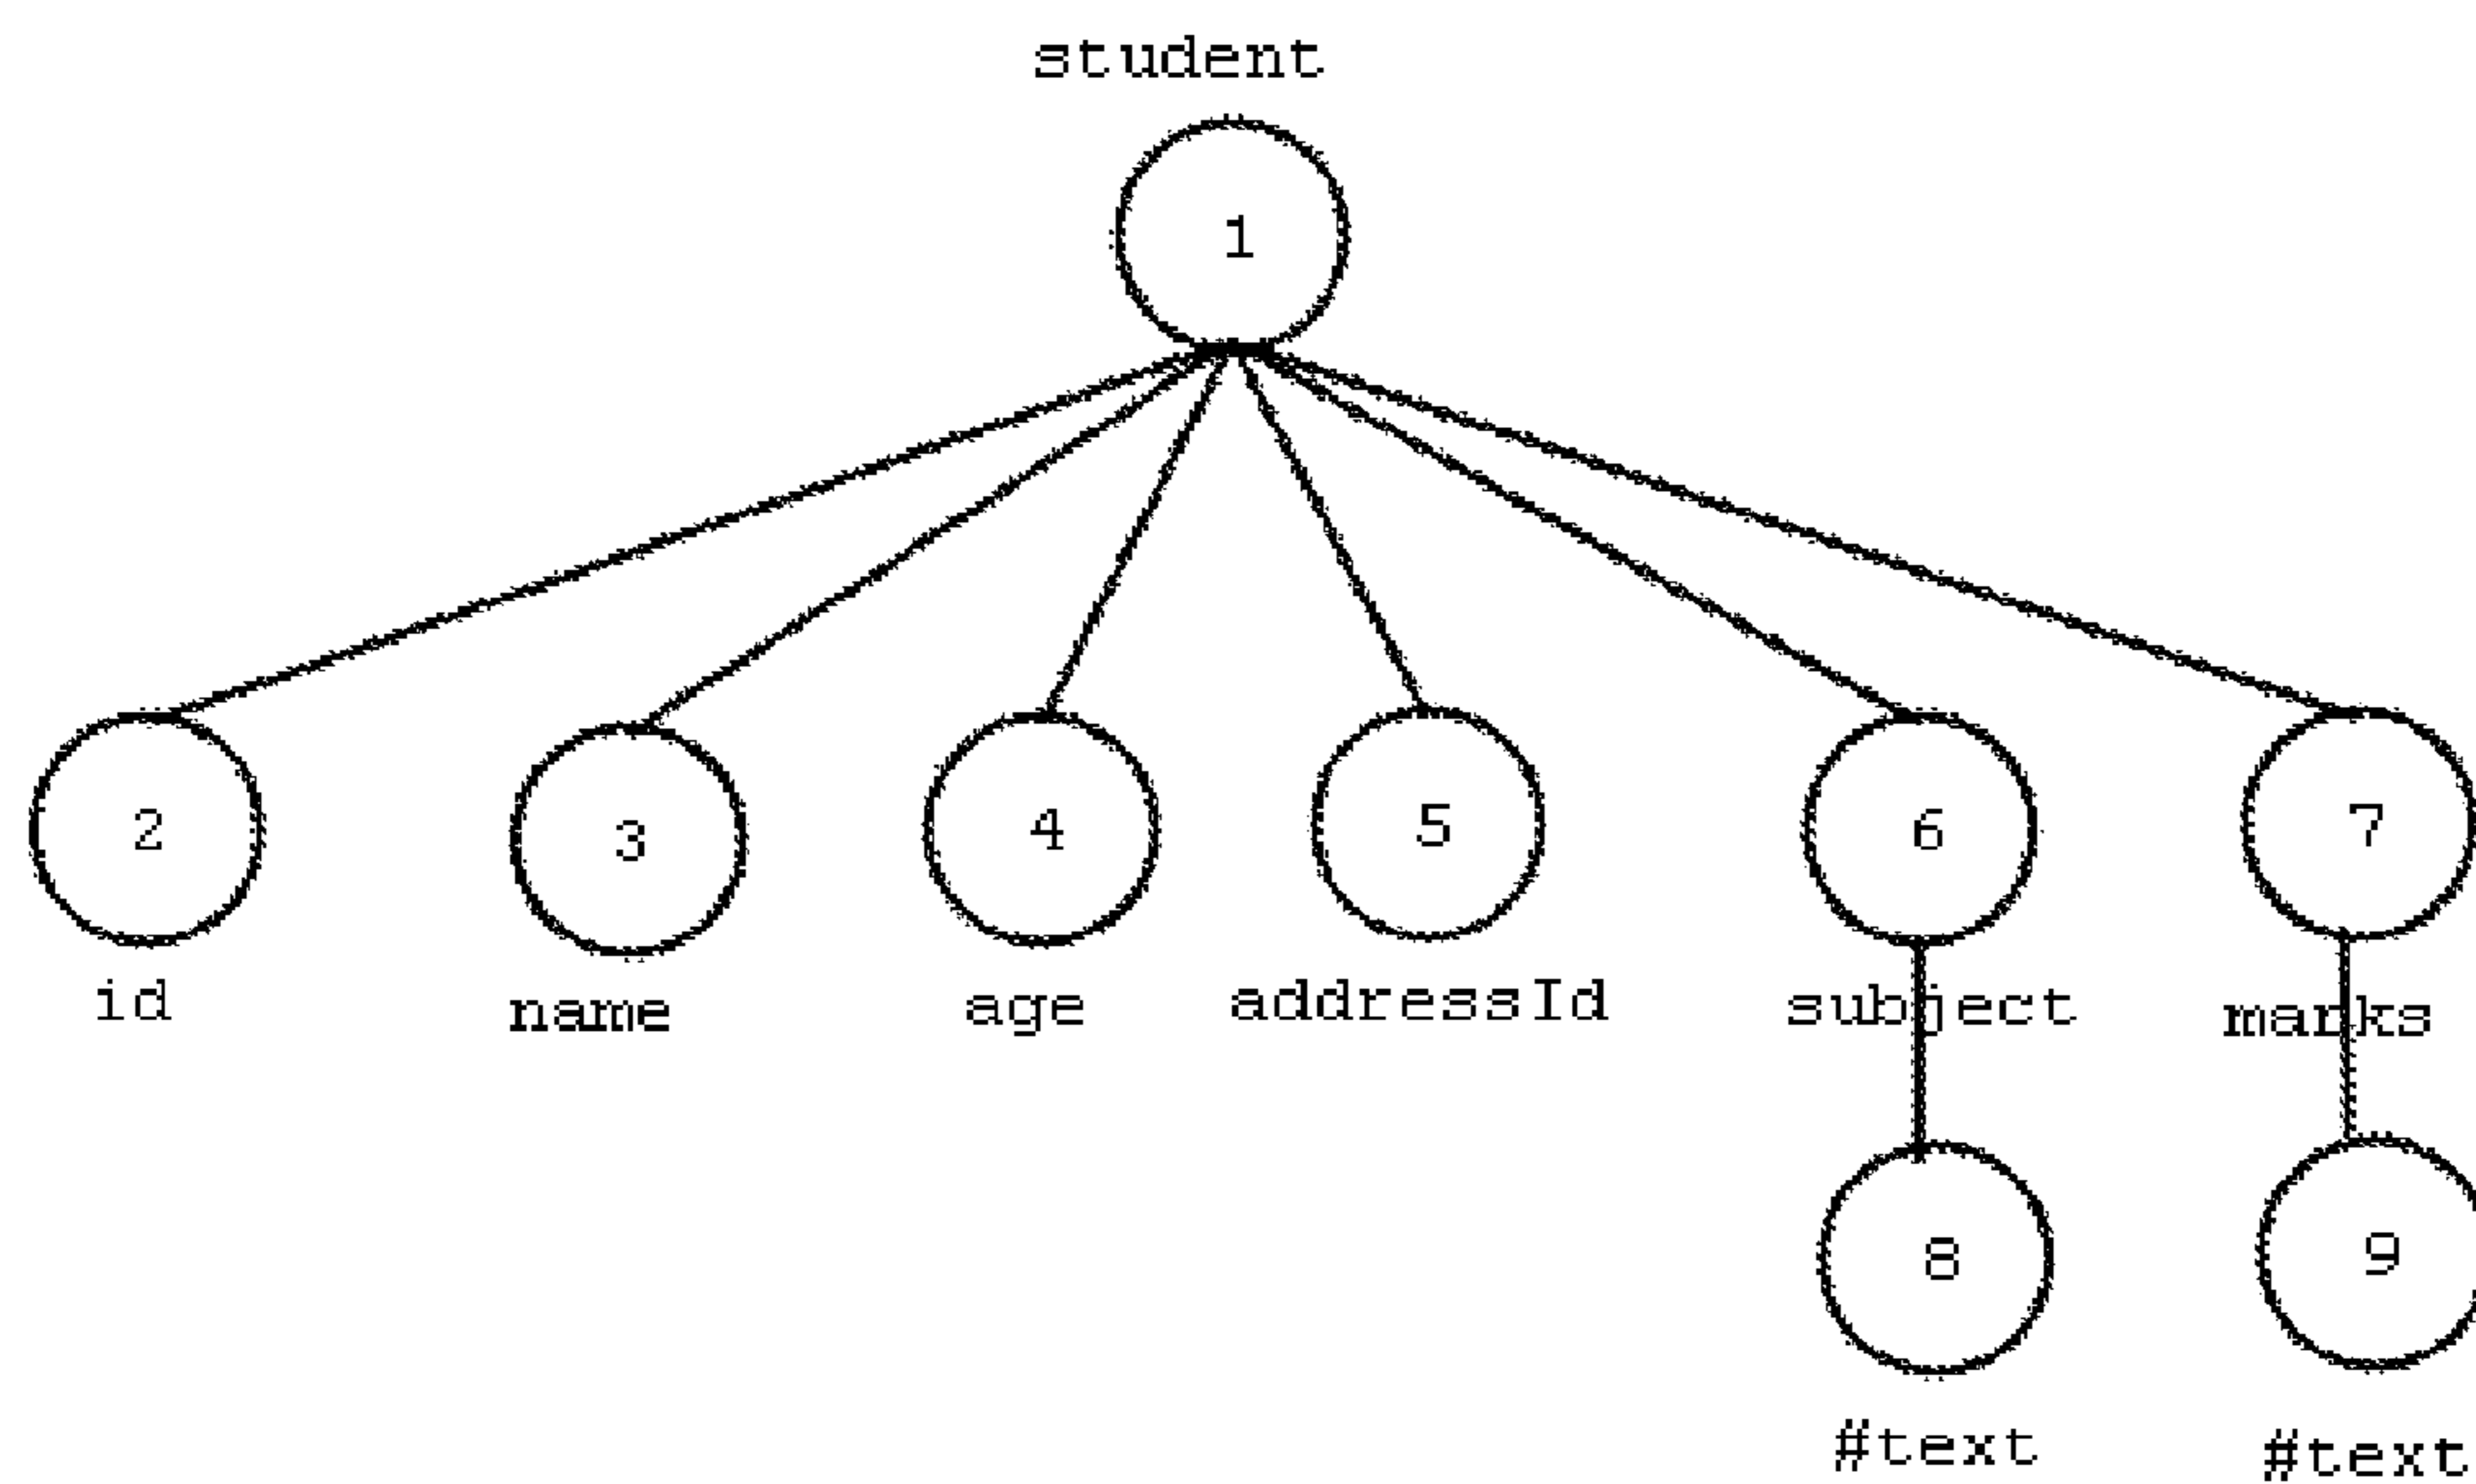 student
1
2 3 4 5 6 7
id name age addressId subject marks
8 9
#text #text